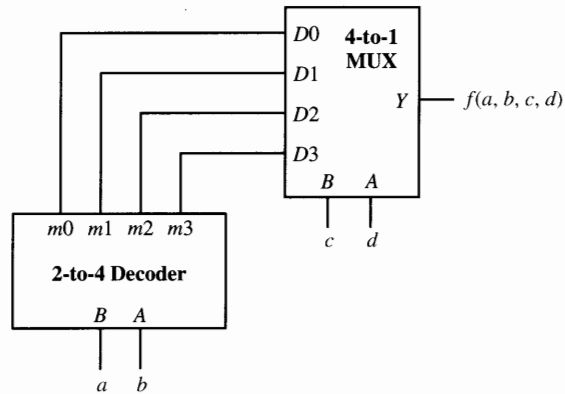 D0 4-to-1
MUX
D1
Y f(a, b, c, d)
D2
D3
B A
c d
m0 m1 m2 m3
2-to-4 Decoder
B A
a b